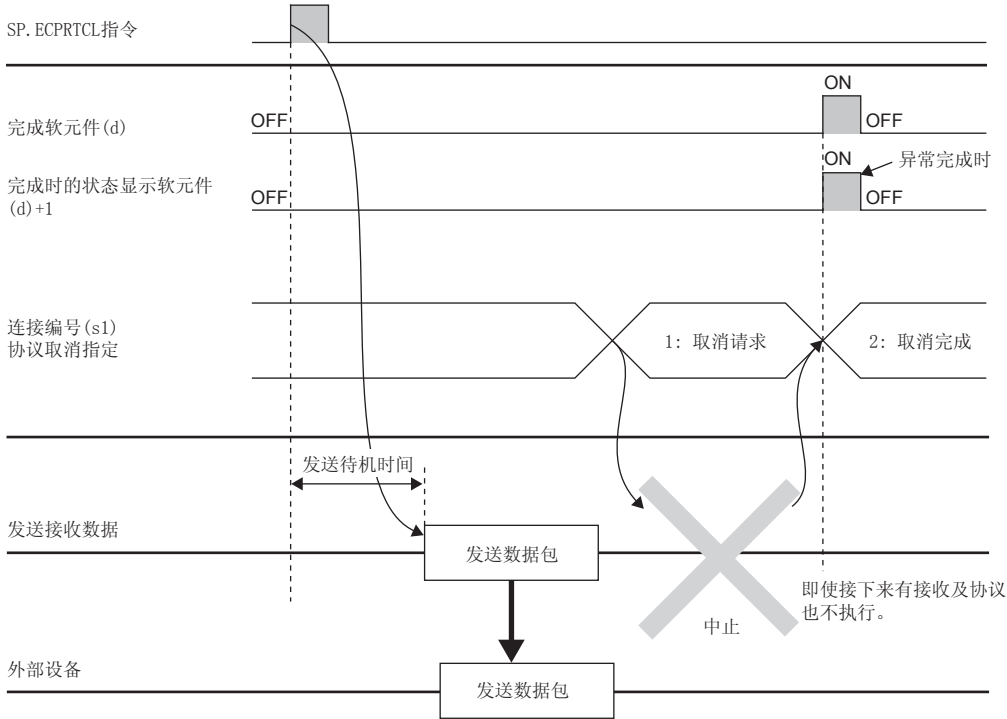 SP.ECPRTCL指令
ON
完成软元件(d)
OFF
OFF
ON
异常完成时
完成时的状态显示软元件
(d)+1
OFF
OFF
连接编号(s1)
协议取消指定
1: 取消请求
2: 取消完成
发送待机时间
发送接收数据
发送数据包
即使接下来有接收及协议
也不执行。
中止
外部设备
发送数据包